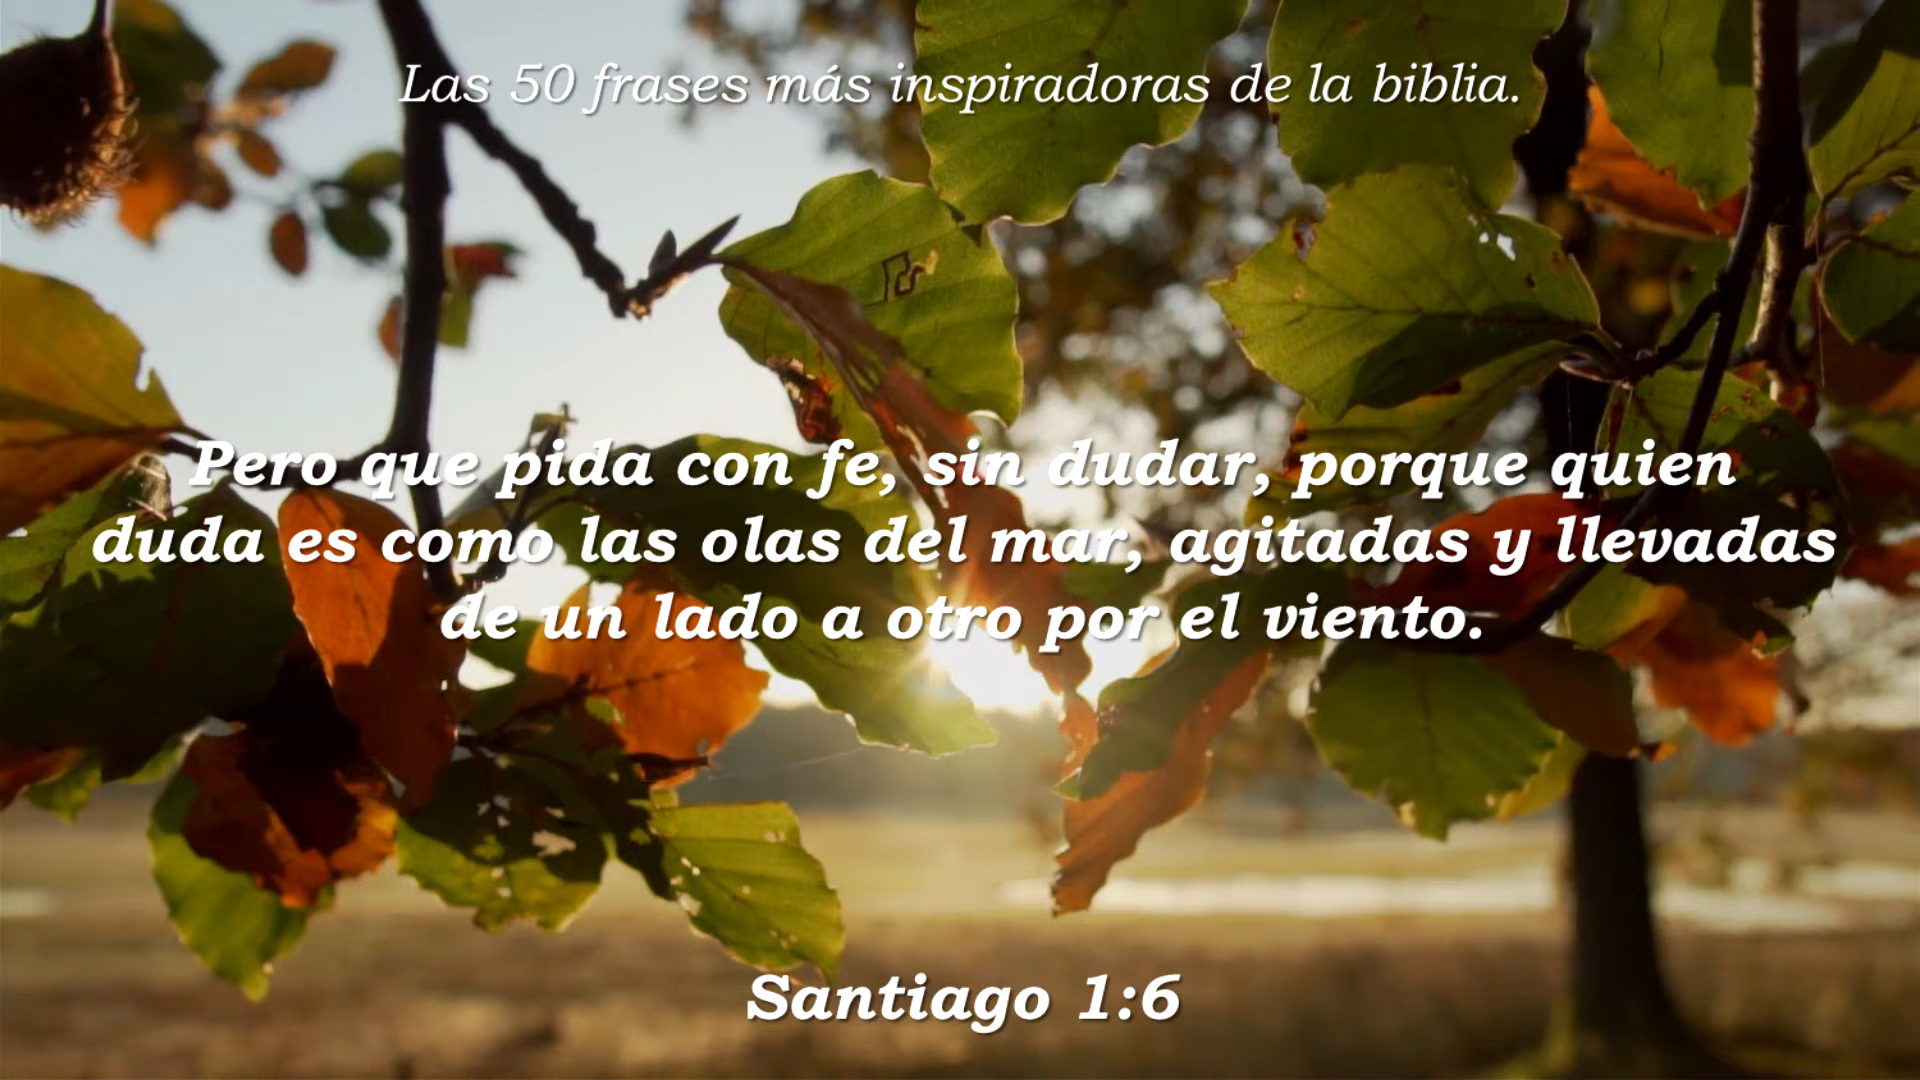 Las 50 frases más inspiradoras de la biblia.
Pero que pida con fe, sin dudar, porque quien
duda es como las olas del mar, agitadas y llevadas
de un lado a otro por el viento.
Santiago 1:6